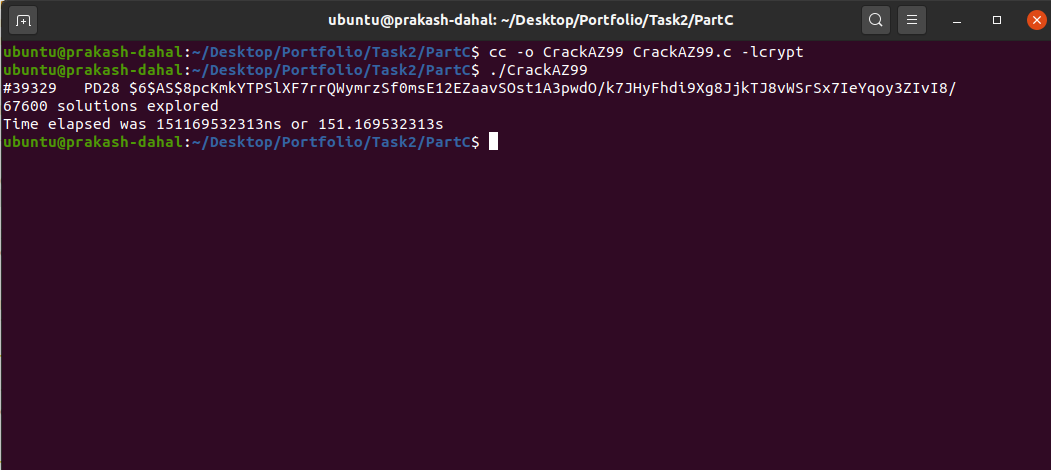 ubuntu@prakash-dahal: ~/Desktop/Portfolio/Task2/PartC
ubuntu@prakash-dahal:~/Desktop/Portfolio/Task2/PartC$ cc -o CrackAZ99 CrackAZ99.c -lcrypt
ubuntu@prakash-dahal:~/Desktop/Portfolio/Task2/PartC$ ./CrackAZ99
#39329   PD28 $6$AS$8pcKmkYTPSlXF7rrQWymrzSf0msE12EZaavSOst1A3pwdO/k7JHyFhdi9Xg8JjkTJ8vWSrSx7IeYqoy3ZIvI8/
67600 solutions explored
Time elapsed was 151169532313ns or 151.169532313s
ubuntu@prakash-dahal:~/Desktop/Portfolio/Task2/PartC$